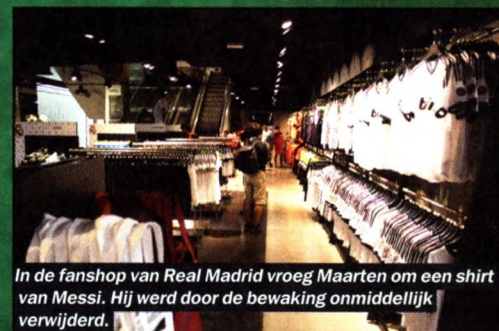 In de fanshop van Real Madrid vroeg Maarten om een shirt
van Messi. Hij werd door de bewaking onmiddellijk
verwijderd.